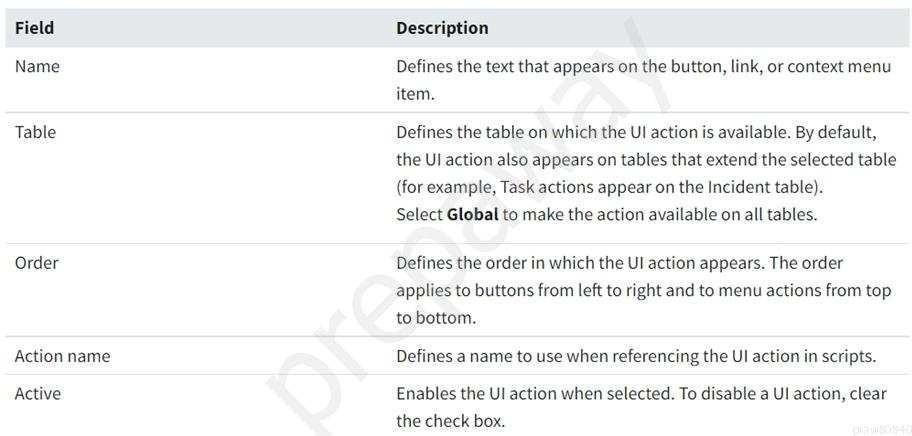 Field Description
Name Defines the text that appears on the button, link, or context menu
item.
Table Defines the table on which the UI action is available. By default,
the UI action also appears on tables that extend the selected table
(for example, Task actions appear on the Incident table).
Select Global to make the action available on all tables.
Order Defines the order in which the UI action appears. The order
applies to buttons from left to right and to menu actions from top
to bottom.
Action name Defines a name to use when referencing the UI action in scripts.
Active Enables the UI action when selected. To disable a UI action, clear
the check box.
prepaway